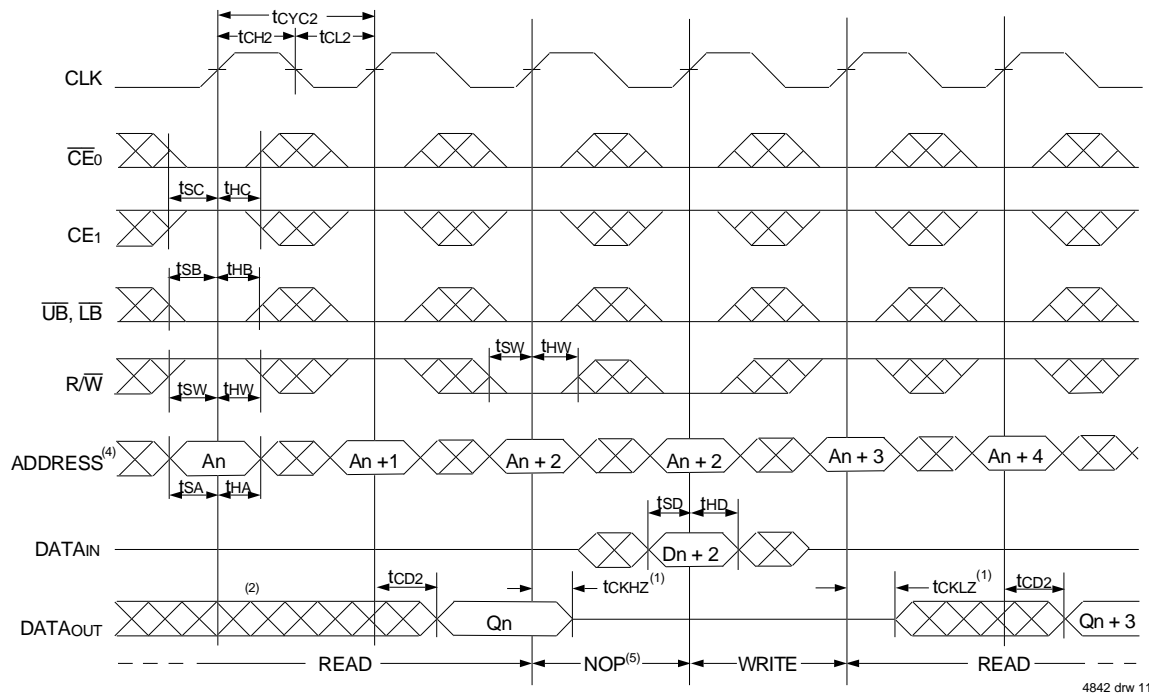 tCYC2
tCH2 tCL2
CLK
CE0
tSC tHC
CE1
tSB tHB
UB, LB
tSW tHW
R/W
tSW tHW
ADDRESS(4) An An +1 An + 2 An + 2 An + 3 An + 4
tSA tHA
tSD tHD
DATAIN Dn + 2
tCD2 tCKHZ(1) tCKLZ(1) tCD2
(2)
DATAOUT Qn Qn + 3
READ NOP(5) WRITE READ
4842 drw 11